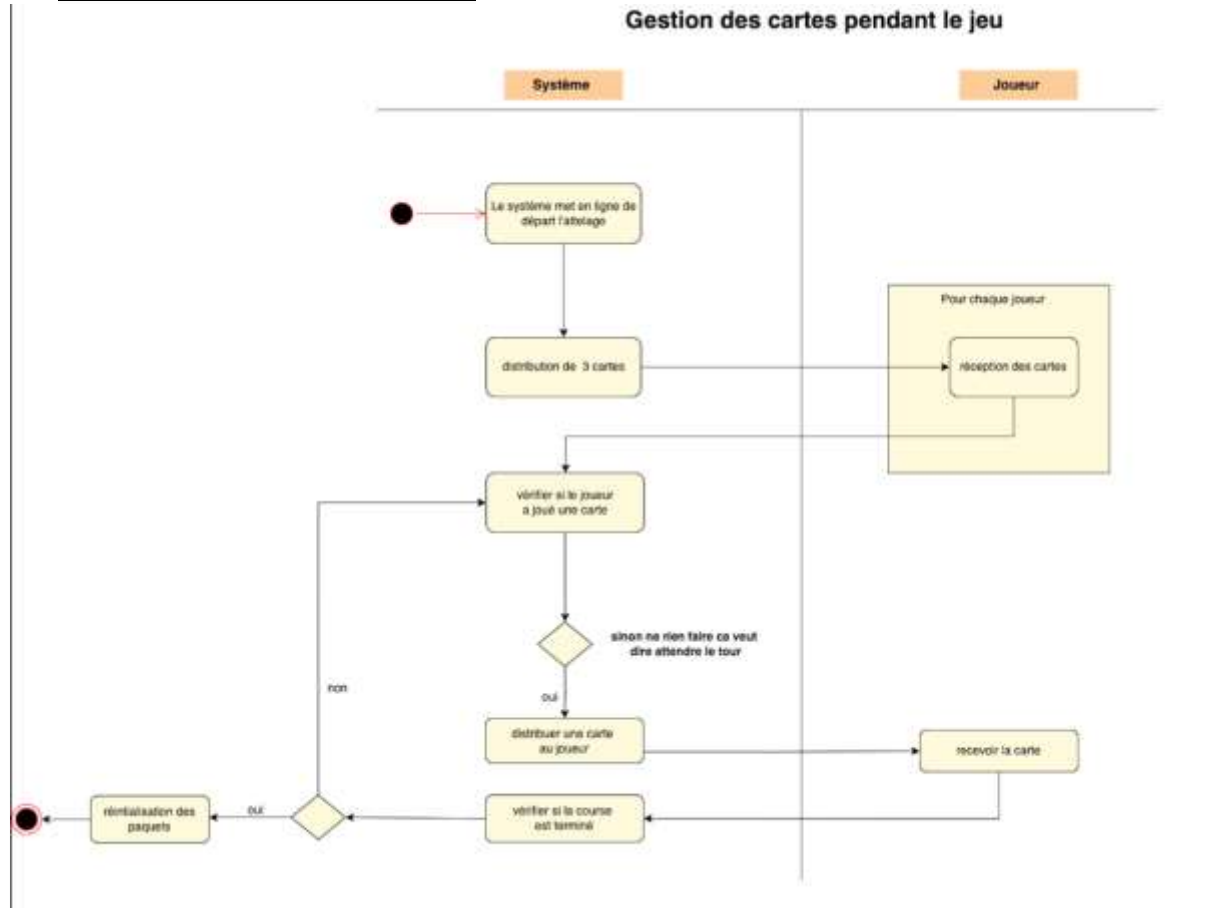 Gestion des cartes pendant le jeu
Système
Joueur
Le système met en ligne de
départ l'attelage
Pour chaque joueur
distribution de 3 cartes
réception des cartes
vérifier si le joueur
a joué une carte
sinon ne rien faire ca veut
dire attendre le tour
non
oui
distribuer une carte
au joueur
recevoir la carte
réintialisation des
paquets
oui
vérifier si la course
est terminé